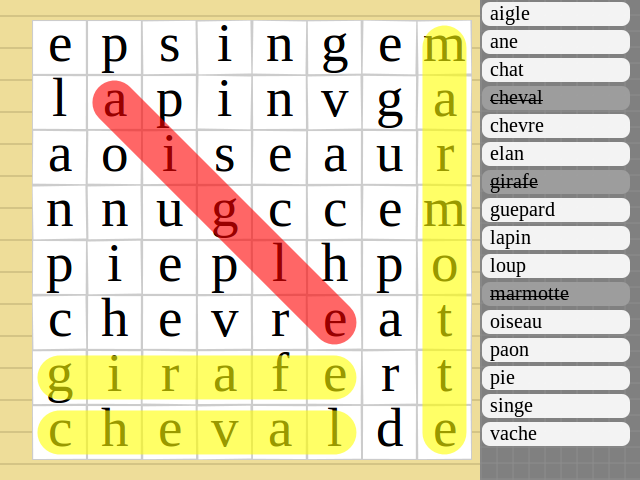 e p s i n g e m
l a p i n v g a
a o i s e a u r
n n u g c c e m
p i e p l h p o
c h e v r e a t
g i r a f e r t
c h e v a l d e
aigle
ane
chat
cheval
chevre
elan
girafe
guepard
lapin
loup
marmotte
oiseau
paon
pie
singe
vache